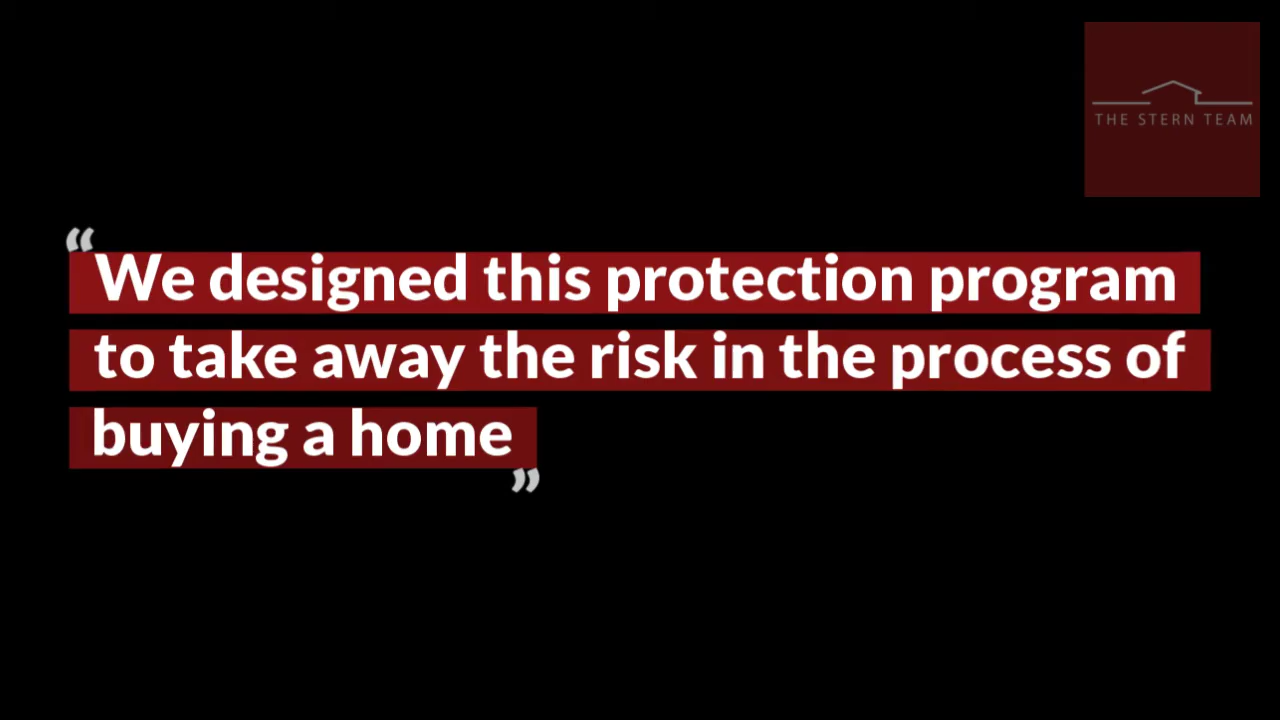 THE STERN TEAM
“We designed this protection program
to take away the risk in the process of
buying a home”